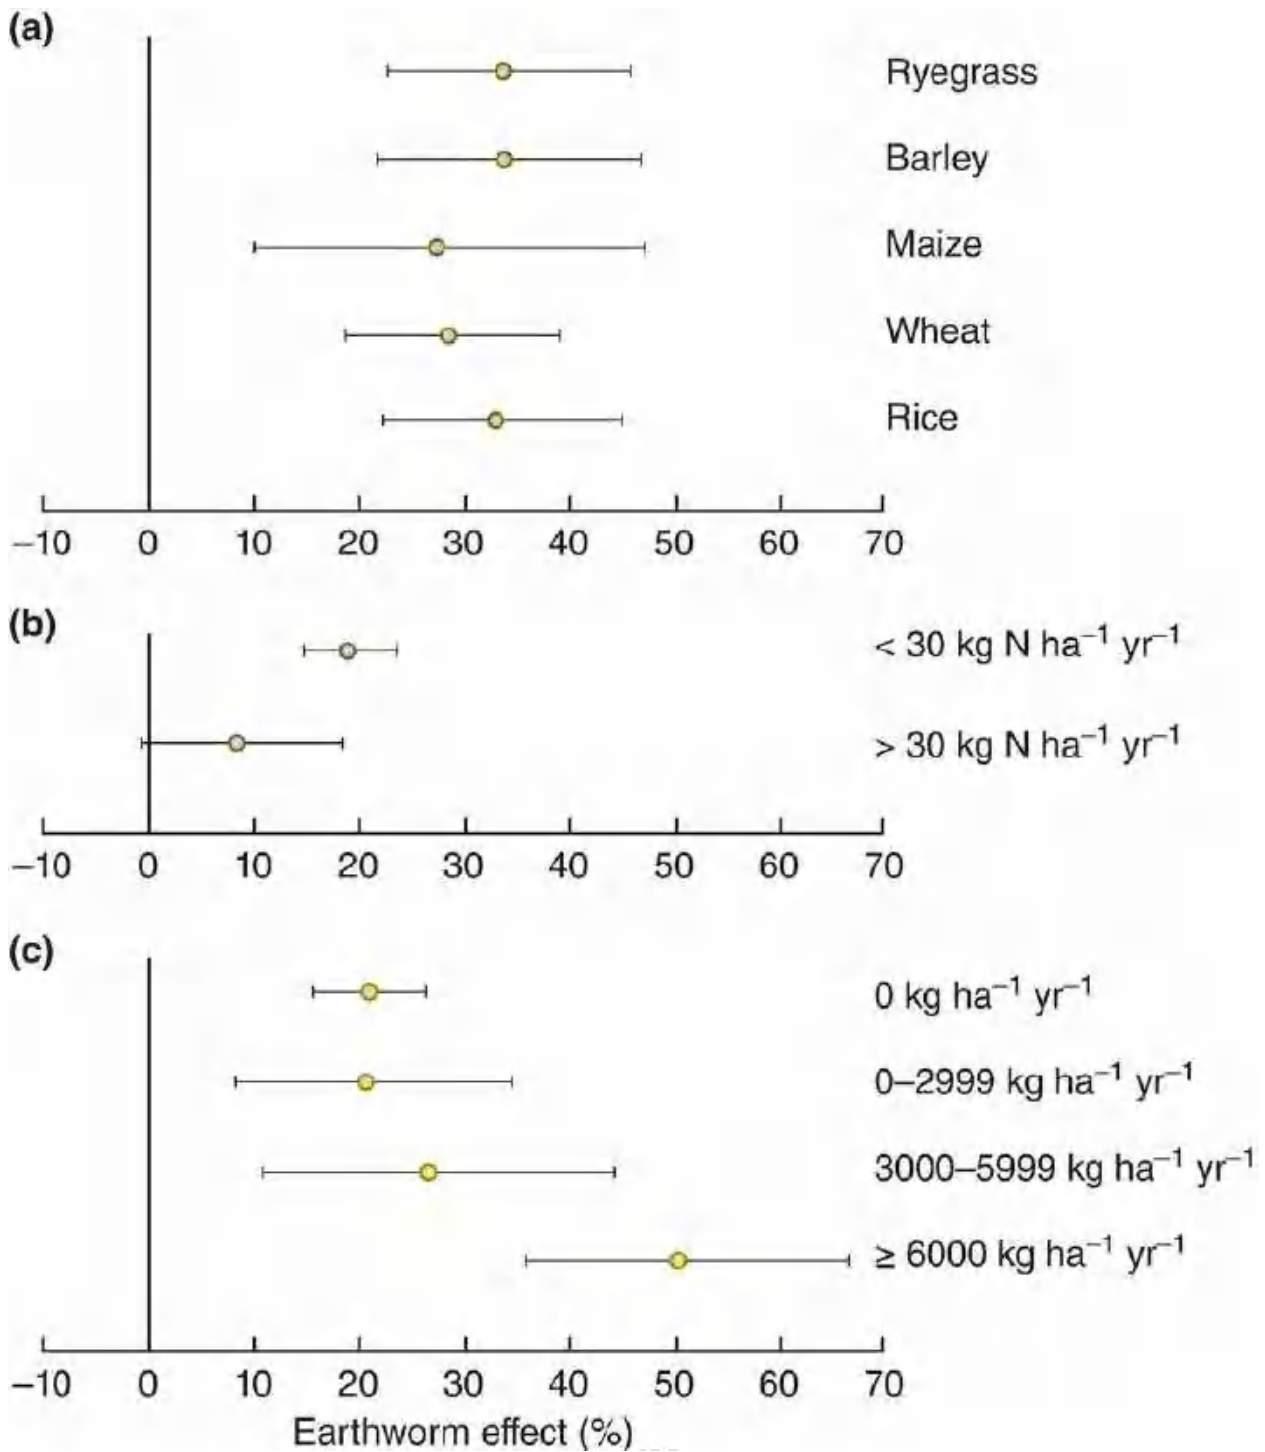 (a)
Ryegrass
Barley
Maize
Wheat
Rice
−10 0 10 20 30 40 50 60 70
(b)
< 30 kg N ha⁻¹ yr⁻¹
> 30 kg N ha⁻¹ yr⁻¹
−10 0 10 20 30 40 50 60 70
(c)
0 kg ha⁻¹ yr⁻¹
0–2999 kg ha⁻¹ yr⁻¹
3000–5999 kg ha⁻¹ yr⁻¹
≥ 6000 kg ha⁻¹ yr⁻¹
−10 0 10 20 30 40 50 60 70
Earthworm effect (%)